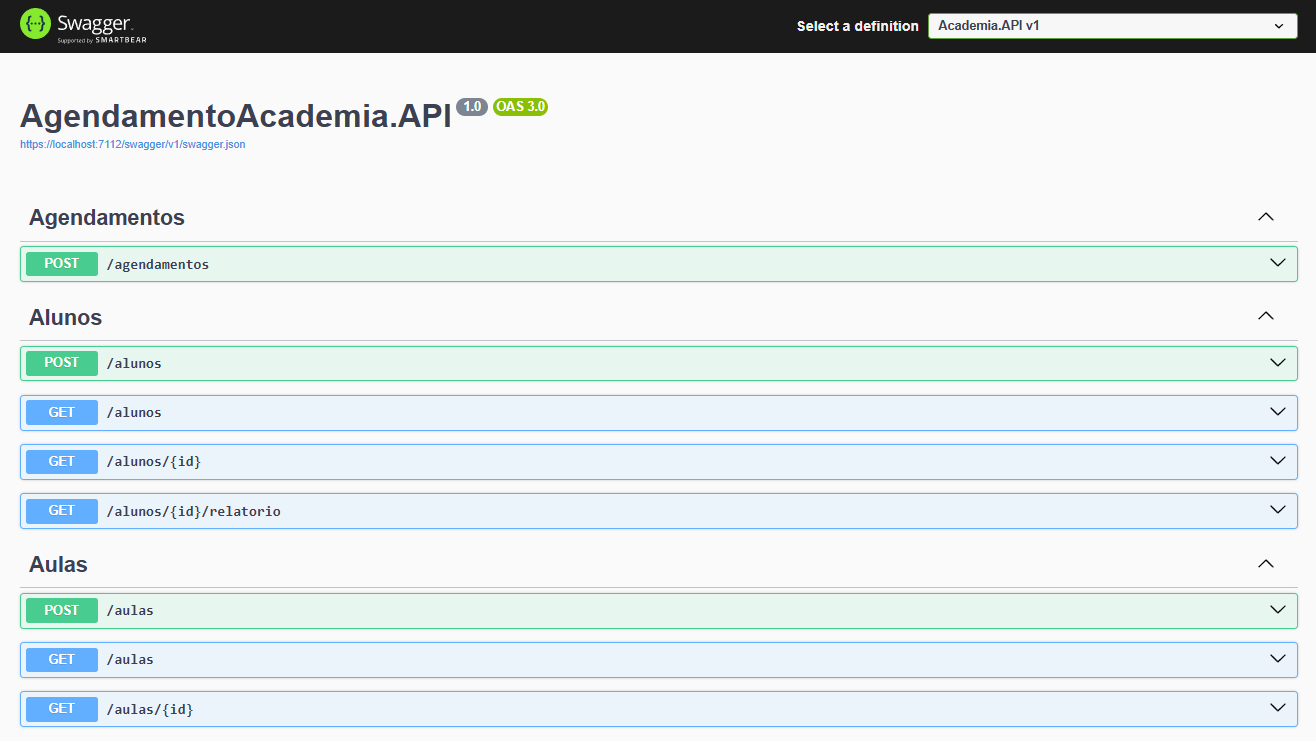 {···} Swagger.
Supported by SMARTBEAR
Select a definition
Academia.API v1
AgendamentoAcademia.API 1.0 OAS 3.0
https://localhost:7112/swagger/v1/swagger.json
Agendamentos
POST /agendamentos
Alunos
POST /alunos
GET /alunos
GET /alunos/{id}
GET /alunos/{id}/relatorio
Aulas
POST /aulas
GET /aulas
GET /aulas/{id}